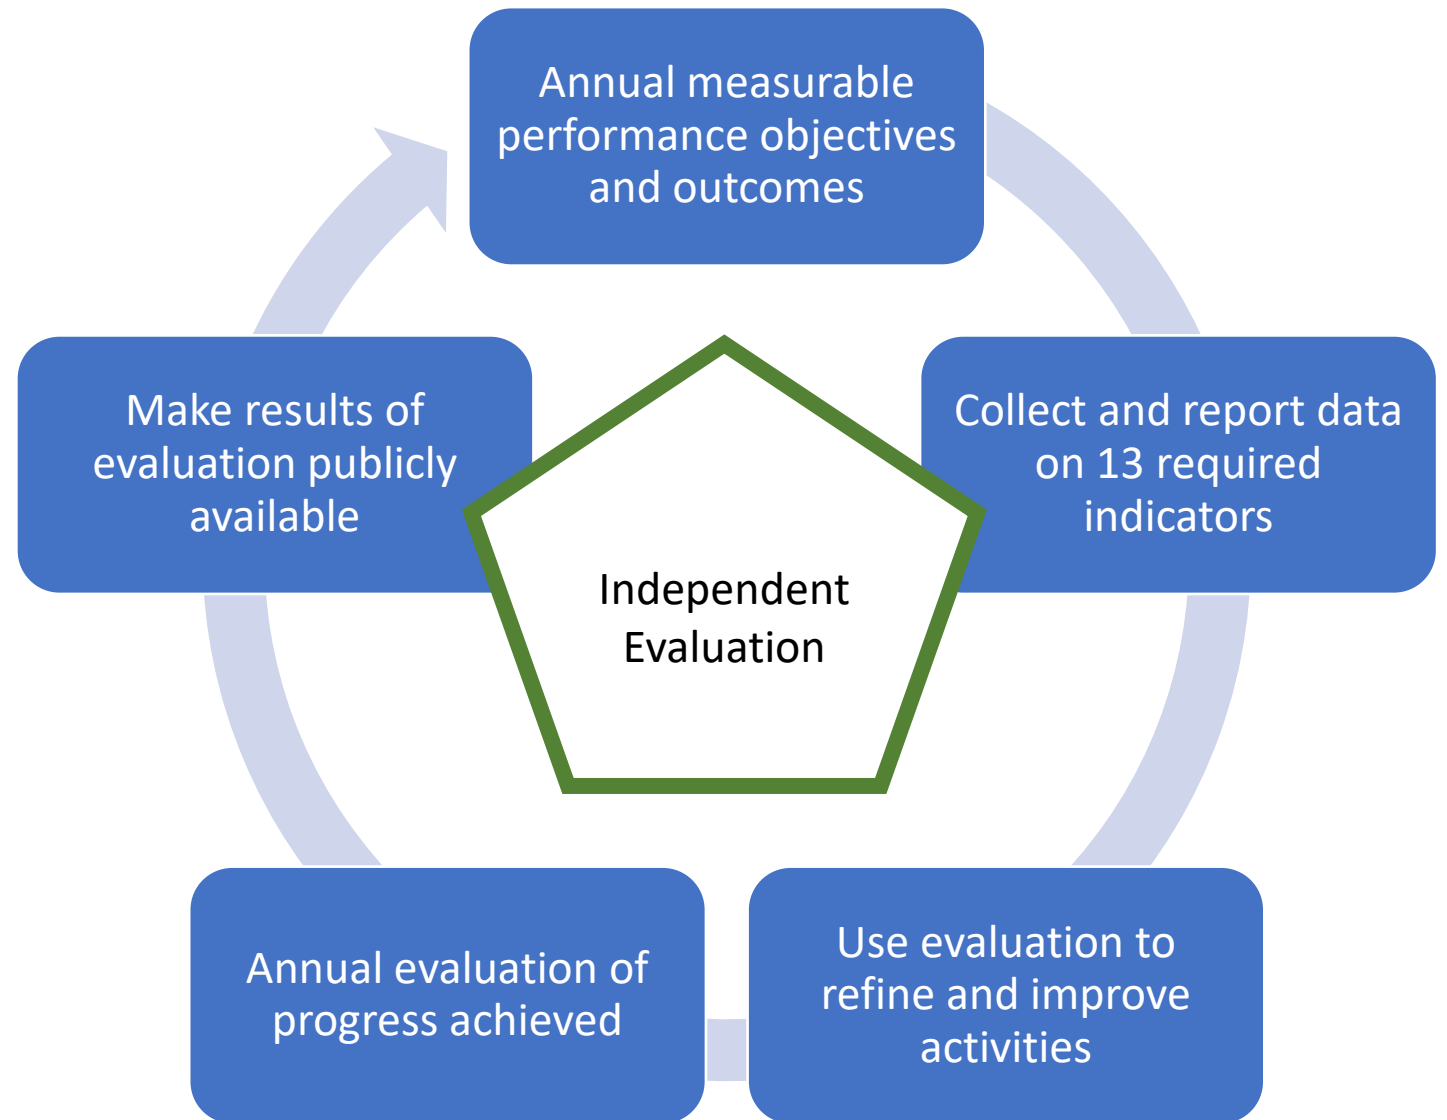 Annual measurable
performance objectives
and outcomes
Collect and report data
on 13 required
indicators
Use evaluation to
refine and improve
activities
Annual evaluation of
progress achieved
Make results of
evaluation publicly
available
Independent
Evaluation